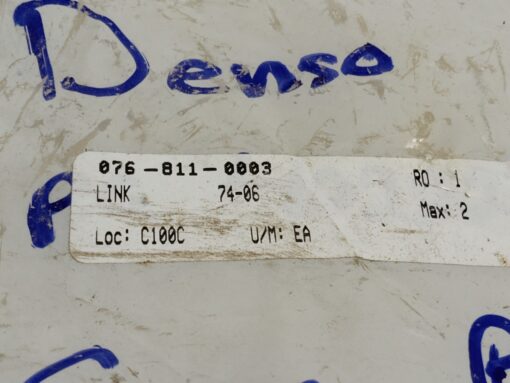 Denso
076-811-0003 RO: 1
LINK 74-06 Max: 2
Loc: C100C U/M: EA